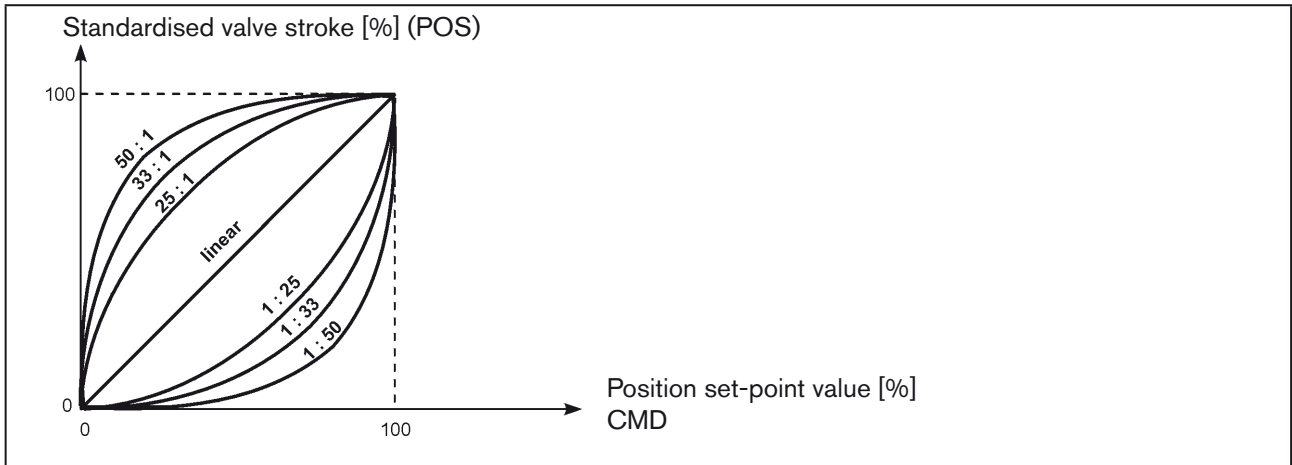 Standardised valve stroke [%] (POS)
100
50 : 1
33 : 1
25 : 1
linear
1 : 25
1 : 33
1 : 50
0
0
100
Position set-point value [%]
CMD